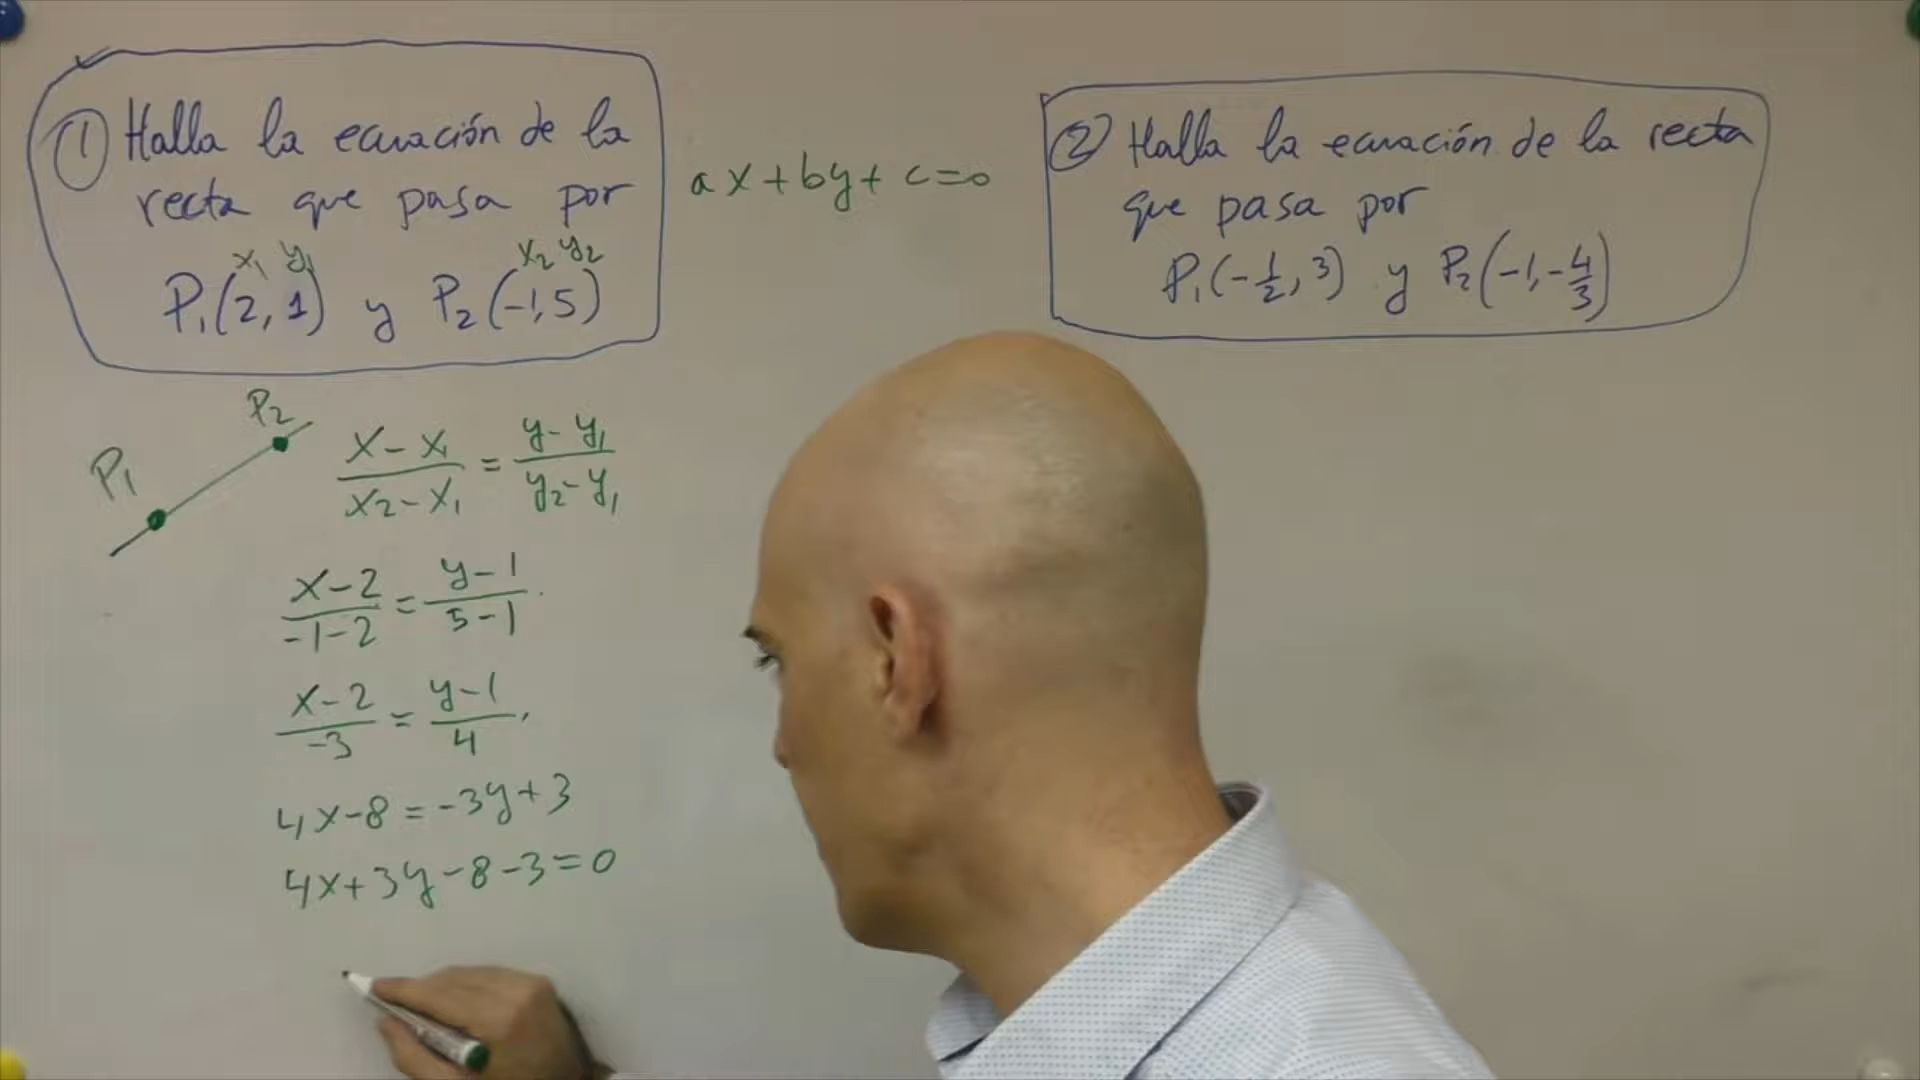 ① Halla la ecuación de la
recta que pasa por
x₁ y₁ x₂ y₂
P₁(2, 1) y P₂(-1, 5)
ax+by+c=0
② Halla la ecuación de la recta
que pasa por
P₁(-1/2, 3) y P₂(-1, -4/3)
P₁
P₂
(x-x₁)/(x₂-x₁) = (y-y₁)/(y₂-y₁)
(x-2)/(-1-2) = (y-1)/(5-1)
(x-2)/(-3) = (y-1)/4
4x-8=-3y+3
4x+3y-8-3=0